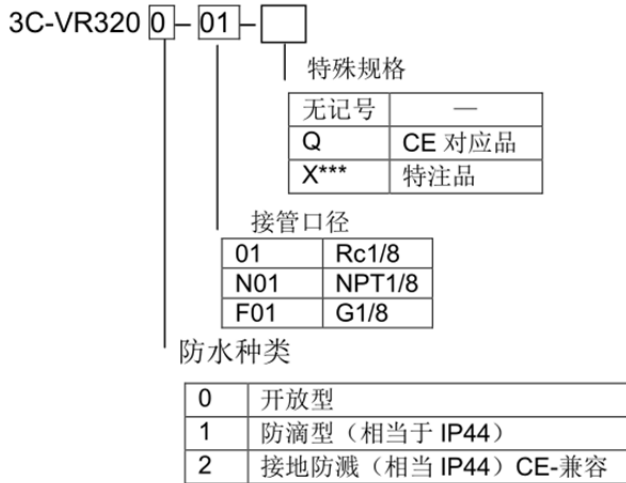 3C-VR320 0 – 01 –
特殊规格
无记号 —
Q CE 对应品
X*** 特注品
接管口径
01 Rc1/8
N01 NPT1/8
F01 G1/8
防水种类
0 开放型
1 防滴型（相当于 IP44）
2 接地防溅（相当 IP44）CE-兼容